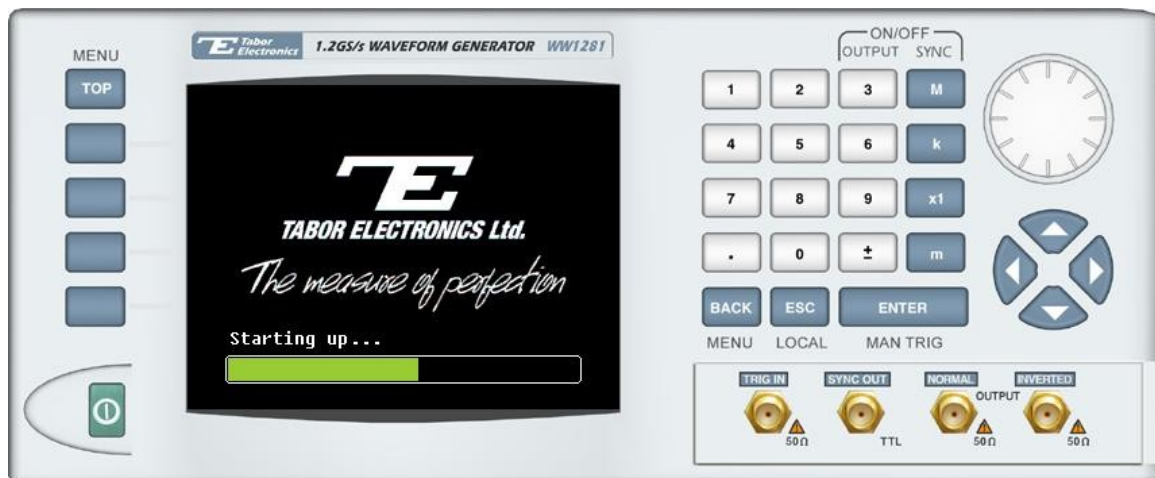 MENU
TOP
Tabor Electronics 1.2GS/s WAVEFORM GENERATOR WW1281
TE
TABOR ELECTRONICS Ltd.
The measure of perfection
Starting up...
ON/OFF
OUTPUT SYNC
1 2 3 M
4 5 6 k
7 8 9 x1
. 0 ± m
BACK ESC ENTER
MENU LOCAL MAN TRIG
TRIG IN SYNC OUT NORMAL INVERTED
OUTPUT
50Ω TTL 50Ω 50Ω